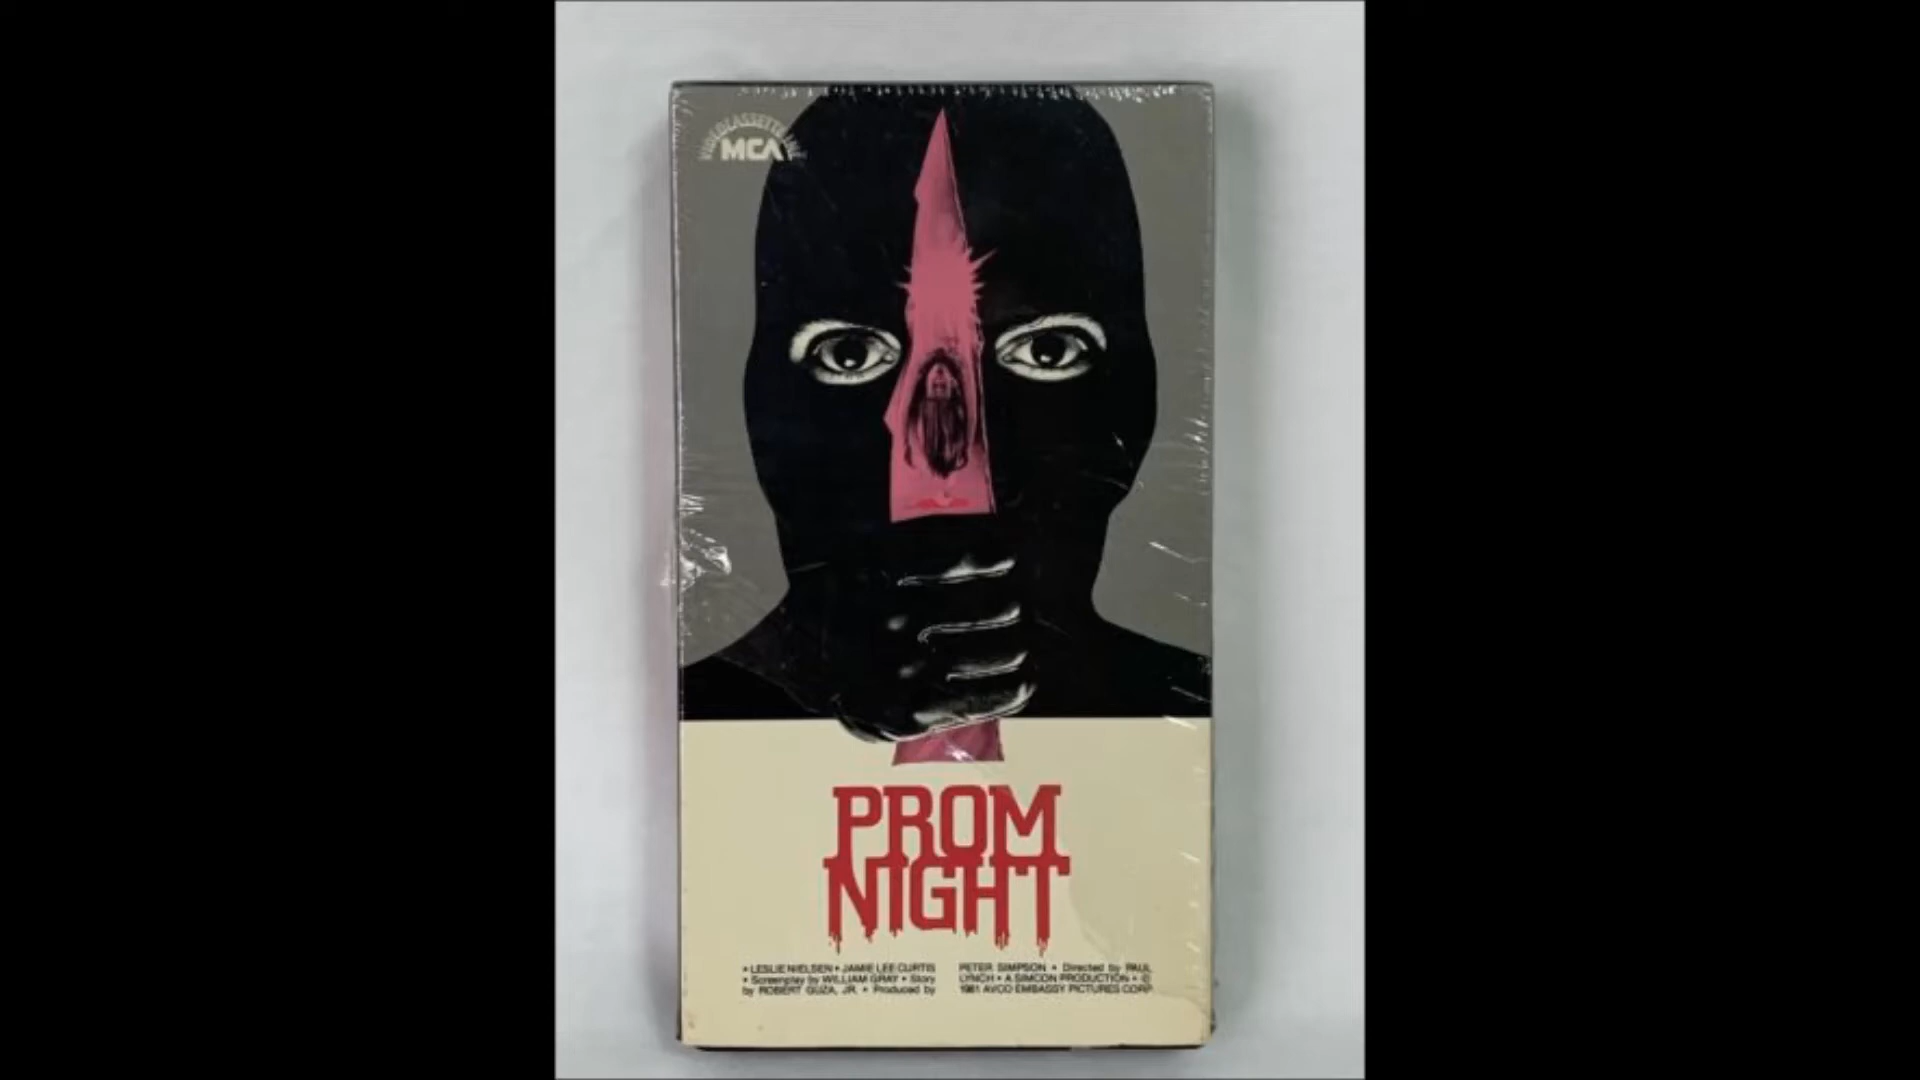 VIDEOCASSETTE INC.
MCA
PROM
NIGHT
• LESLIE NIELSEN • JAMIE LEE CURTIS
• Screenplay by WILLIAM GRAY • Story
by ROBERT GUZA, JR. • Produced by
PETER SIMPSON • Directed by PAUL
LYNCH • A SIMCON PRODUCTION • ©
1981 AVCO EMBASSY PICTURES CORP.